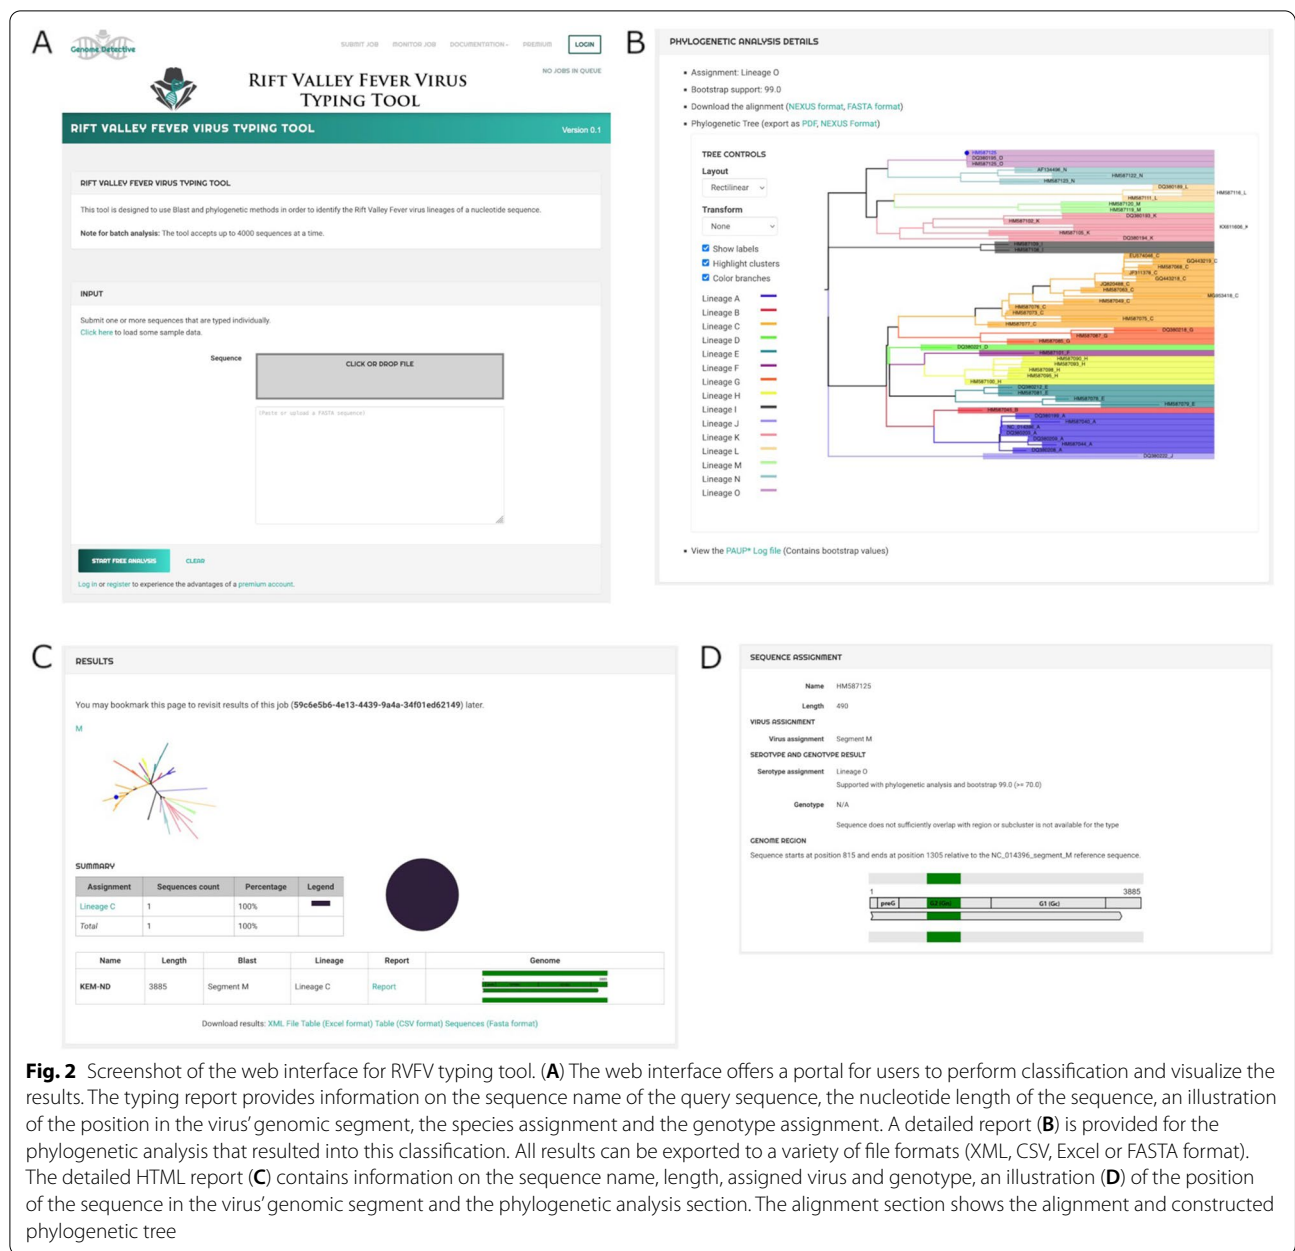 A
Genome Detective
SUBMIT JOB MONITOR JOB DOCUMENTATION PREMIUM LOGIN
NO JOBS IN QUEUE
RIFT VALLEY FEVER VIRUS
TYPING TOOL
RIFT VALLEY FEVER VIRUS TYPING TOOL Version 0.1
RIFT VALLEY FEVER VIRUS TYPING TOOL
This tool is designed to use Blast and phylogenetic methods in order to identify the Rift Valley Fever virus lineages of a nucleotide sequence.
Note for batch analysis: The tool accepts up to 4000 sequences at a time.
INPUT
Submit one or more sequences that are typed individually.
Click here to load some sample data.
Sequence
CLICK OR DROP FILE
(Paste or upload a FASTA sequence)
START FREE ANALYSIS CLEAR
Log in or register to experience the advantages of a premium account.
B
PHYLOGENETIC ANALYSIS DETAILS
• Assignment: Lineage O
• Bootstrap support: 99.0
• Download the alignment (NEXUS format, FASTA format)
• Phylogenetic Tree (export as PDF, NEXUS Format)
TREE CONTROLS
Layout
Rectilinear
Transform
None
Show labels
Highlight clusters
Color branches
Lineage A
Lineage B
Lineage C
Lineage D
Lineage E
Lineage F
Lineage G
Lineage H
Lineage I
Lineage J
Lineage K
Lineage L
Lineage M
Lineage N
Lineage O
HM587125
HM587125_O
AF134496_N
HM587122_N
HM587123_N
HM587116_L
HM587111_L
• View the PAUP* Log file (Contains bootstrap values)
C
RESULTS
You may bookmark this page to revisit results of this job (59c6e5b6-4e13-4439-9a4a-34f01ed62149) later.
M
SUMMARY
Assignment Sequences count Percentage Legend
Lineage C 1 100%
Total 1 100%
Name Length Blast Lineage Report Genome
KEM-ND 3885 Segment M Lineage C Report
Download results: XML File Table (Excel format) Table (CSV format) Sequences (Fasta format)
D
SEQUENCE ASSIGNMENT
Name HM587125
Length 490
VIRUS ASSIGNMENT
Virus assignment Segment M
SEROTYPE AND GENOTYPE RESULT
Serotype assignment Lineage O
Supported with phylogenetic analysis and bootstrap 99.0 (>= 70.0)
Genotype N/A
Sequence does not sufficiently overlap with region or subcluster is not available for the type
GENOME REGION
Sequence starts at position 815 and ends at position 1305 relative to the NC_014396_segment_M reference sequence.
1 3885
preG G2 (Gn) G1 (Gc)
Fig. 2 Screenshot of the web interface for RVFV typing tool. (A) The web interface offers a portal for users to perform classification and visualize the
results. The typing report provides information on the sequence name of the query sequence, the nucleotide length of the sequence, an illustration
of the position in the virus' genomic segment, the species assignment and the genotype assignment. A detailed report (B) is provided for the
phylogenetic analysis that resulted into this classification. All results can be exported to a variety of file formats (XML, CSV, Excel or FASTA format).
The detailed HTML report (C) contains information on the sequence name, length, assigned virus and genotype, an illustration (D) of the position
of the sequence in the virus' genomic segment and the phylogenetic analysis section. The alignment section shows the alignment and constructed
phylogenetic tree